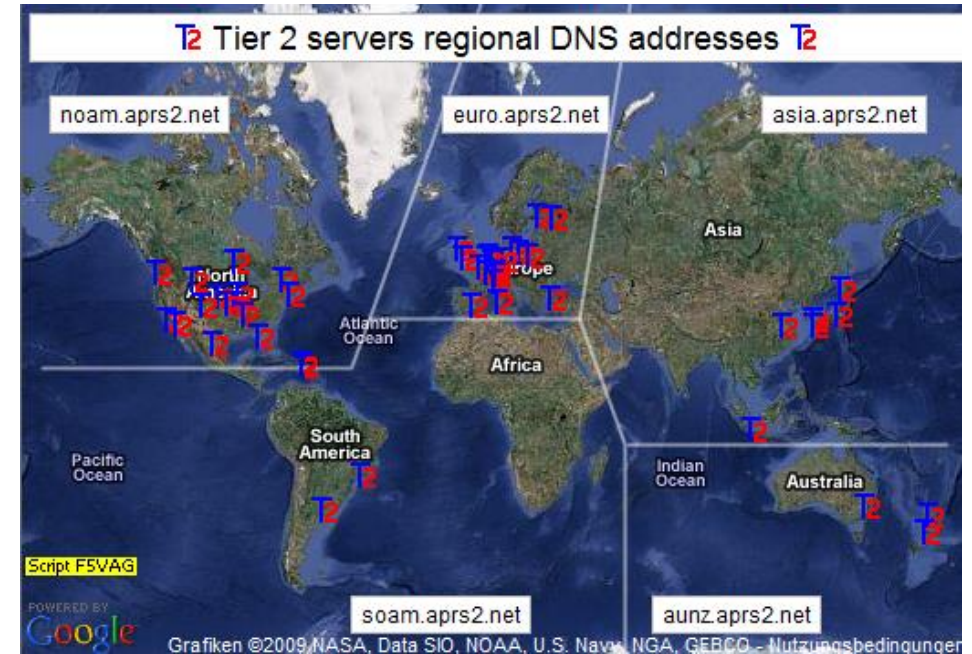 T2 Tier 2 servers regional DNS addresses T2
noam.aprs2.net
euro.aprs2.net
asia.aprs2.net
Asia
North
America
Europe
Atlantic
Ocean
Africa
South
America
Pacific
Ocean
Indian
Ocean
Australia
Script F5VAG
soam.aprs2.net
aunz.aprs2.net
POWERED BY
Google
Grafiken ©2009 NASA, Data SIO, NOAA, U.S. Navy, NGA, GEBCO - Nutzungsbedingungen